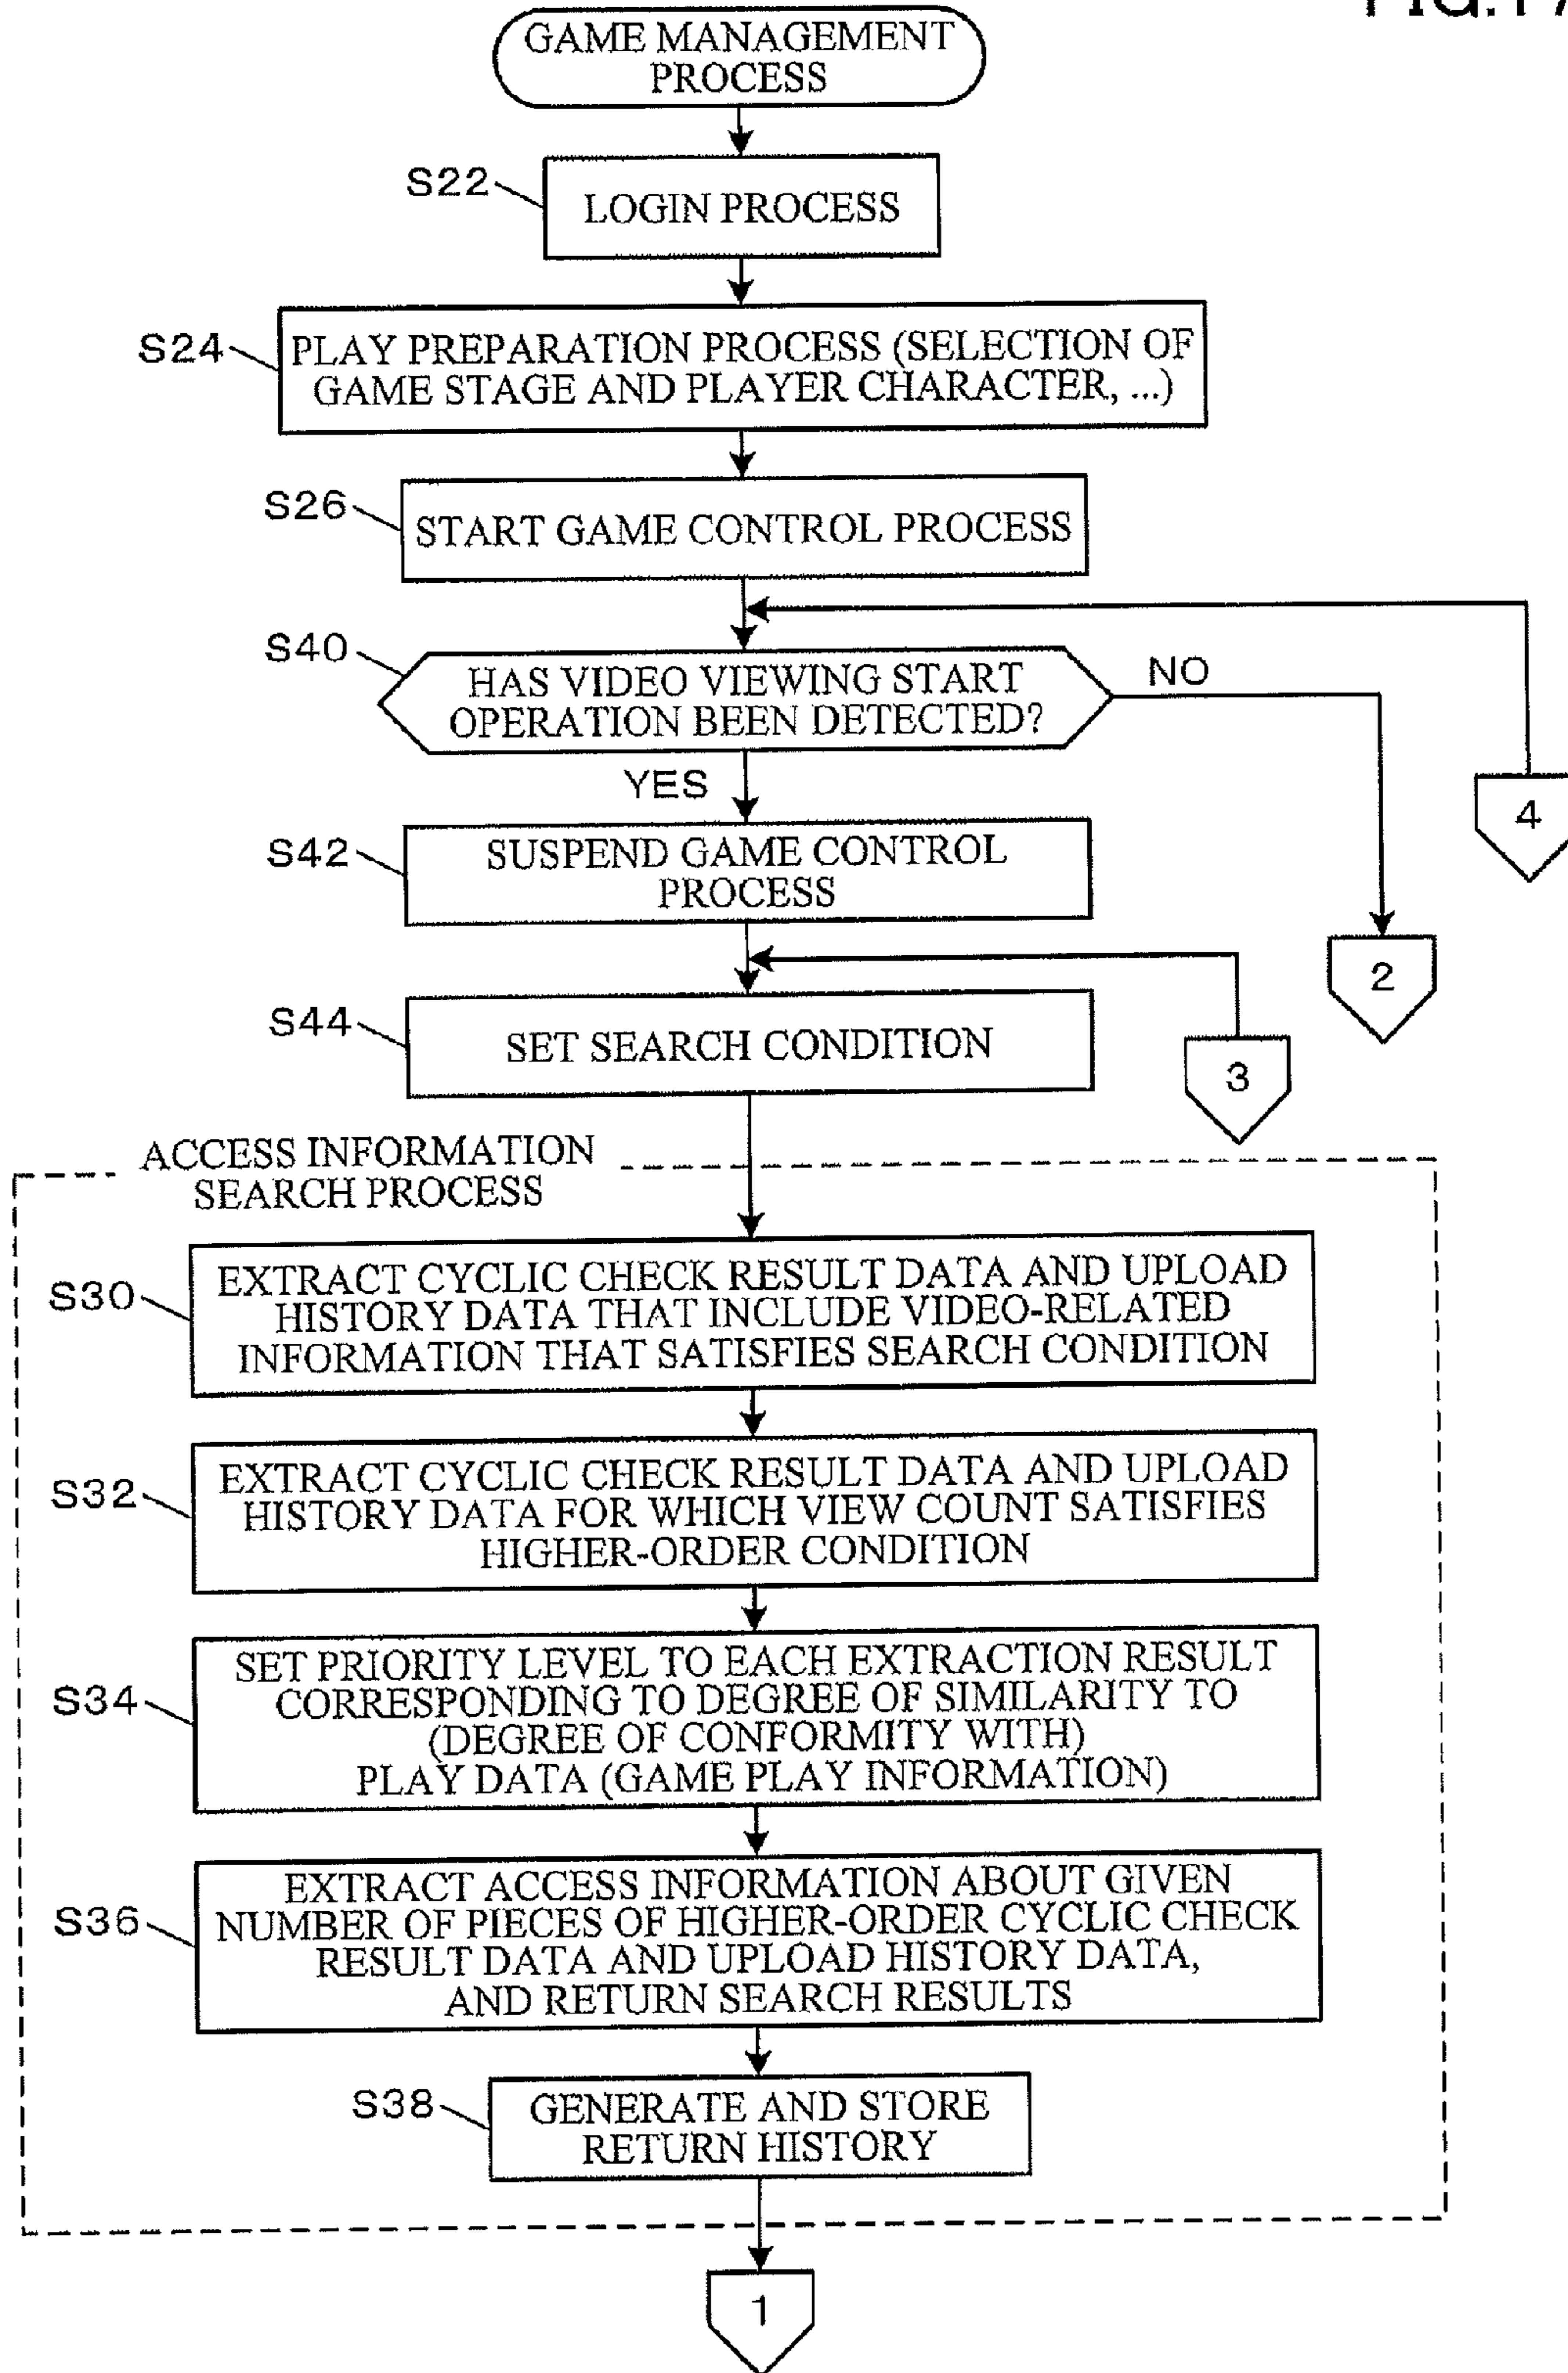 FIG.17
GAME MANAGEMENT
PROCESS
S22
LOGIN PROCESS
S24
PLAY PREPARATION PROCESS (SELECTION OF
GAME STAGE AND PLAYER CHARACTER, ...)
S26
START GAME CONTROL PROCESS
S40
HAS VIDEO VIEWING START
OPERATION BEEN DETECTED?
NO
YES
4
S42
SUSPEND GAME CONTROL
PROCESS
2
S44
SET SEARCH CONDITION
3
ACCESS INFORMATION
SEARCH PROCESS
S30
EXTRACT CYCLIC CHECK RESULT DATA AND UPLOAD
HISTORY DATA THAT INCLUDE VIDEO-RELATED
INFORMATION THAT SATISFIES SEARCH CONDITION
S32
EXTRACT CYCLIC CHECK RESULT DATA AND UPLOAD
HISTORY DATA FOR WHICH VIEW COUNT SATISFIES
HIGHER-ORDER CONDITION
S34
SET PRIORITY LEVEL TO EACH EXTRACTION RESULT
CORRESPONDING TO DEGREE OF SIMILARITY TO
(DEGREE OF CONFORMITY WITH)
PLAY DATA (GAME PLAY INFORMATION)
S36
EXTRACT ACCESS INFORMATION ABOUT GIVEN
NUMBER OF PIECES OF HIGHER-ORDER CYCLIC CHECK
RESULT DATA AND UPLOAD HISTORY DATA,
AND RETURN SEARCH RESULTS
S38
GENERATE AND STORE
RETURN HISTORY
1